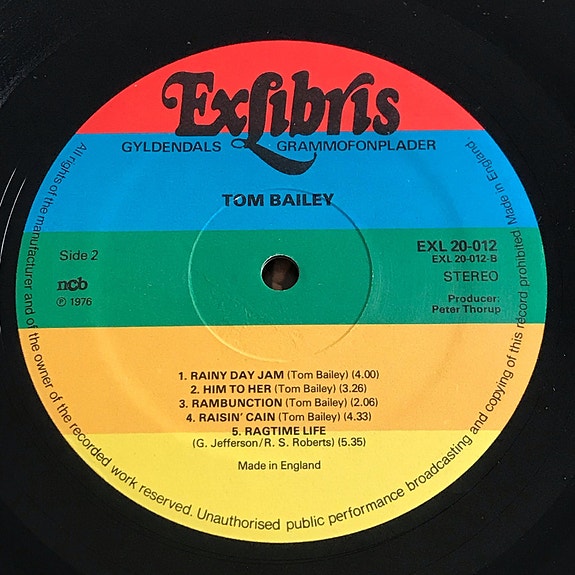 ExLibris
GYLDENDALS GRAMMOFONPLADER
TOM BAILEY
Side 2
ncb
℗ 1976
EXL 20-012
EXL 20-012-B
STEREO
Producer:
Peter Thorup
1. RAINY DAY JAM (Tom Bailey) (4.00)
2. HIM TO HER (Tom Bailey) (3.26)
3. RAMBUNCTION (Tom Bailey) (2.06)
4. RAISIN' CAIN (Tom Bailey) (4.33)
5. RAGTIME LIFE
(G. Jefferson/R. S. Roberts) (5.35)
Made in England
All rights of the manufacturer and of the owner of the recorded work reserved. Unauthorised public performance broadcasting and copying of this record prohibited Made in England.